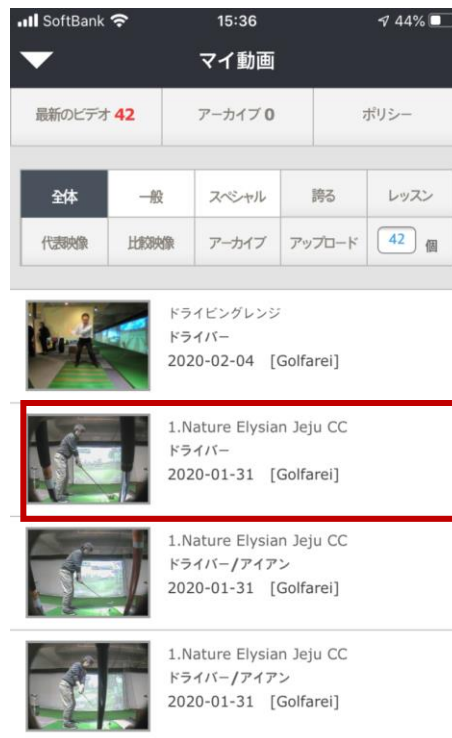 SoftBank 15:36 44%
マイ動画
最新のビデオ 42 アーカイブ 0 ポリシー
全体 一般 スペシャル 誇る レッスン
代表映像 比較映像 アーカイブ アップロード 42 個
ドライビングレンジ
ドライバー
2020-02-04 [Golfarei]
1.Nature Elysian Jeju CC
ドライバー
2020-01-31 [Golfarei]
1.Nature Elysian Jeju CC
ドライバー/アイアン
2020-01-31 [Golfarei]
1.Nature Elysian Jeju CC
ドライバー/アイアン
2020-01-31 [Golfarei]